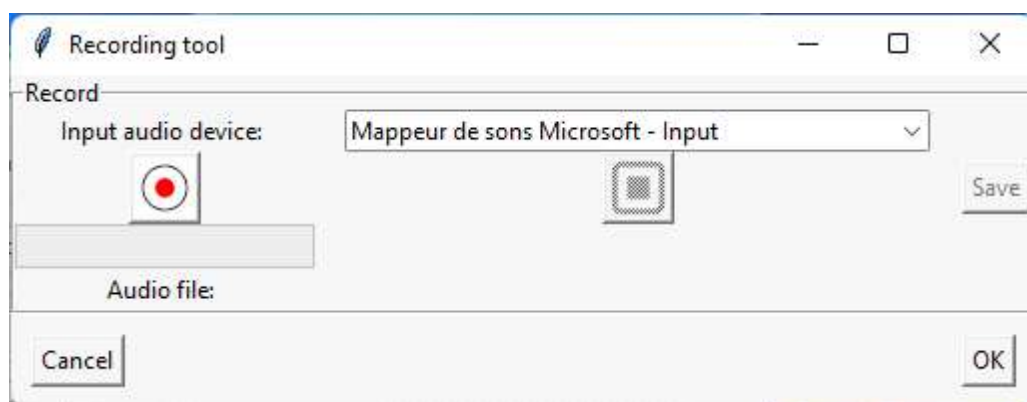 Recording tool
Record
Input audio device:
Mappeur de sons Microsoft - Input
Save
Audio file:
Cancel
OK